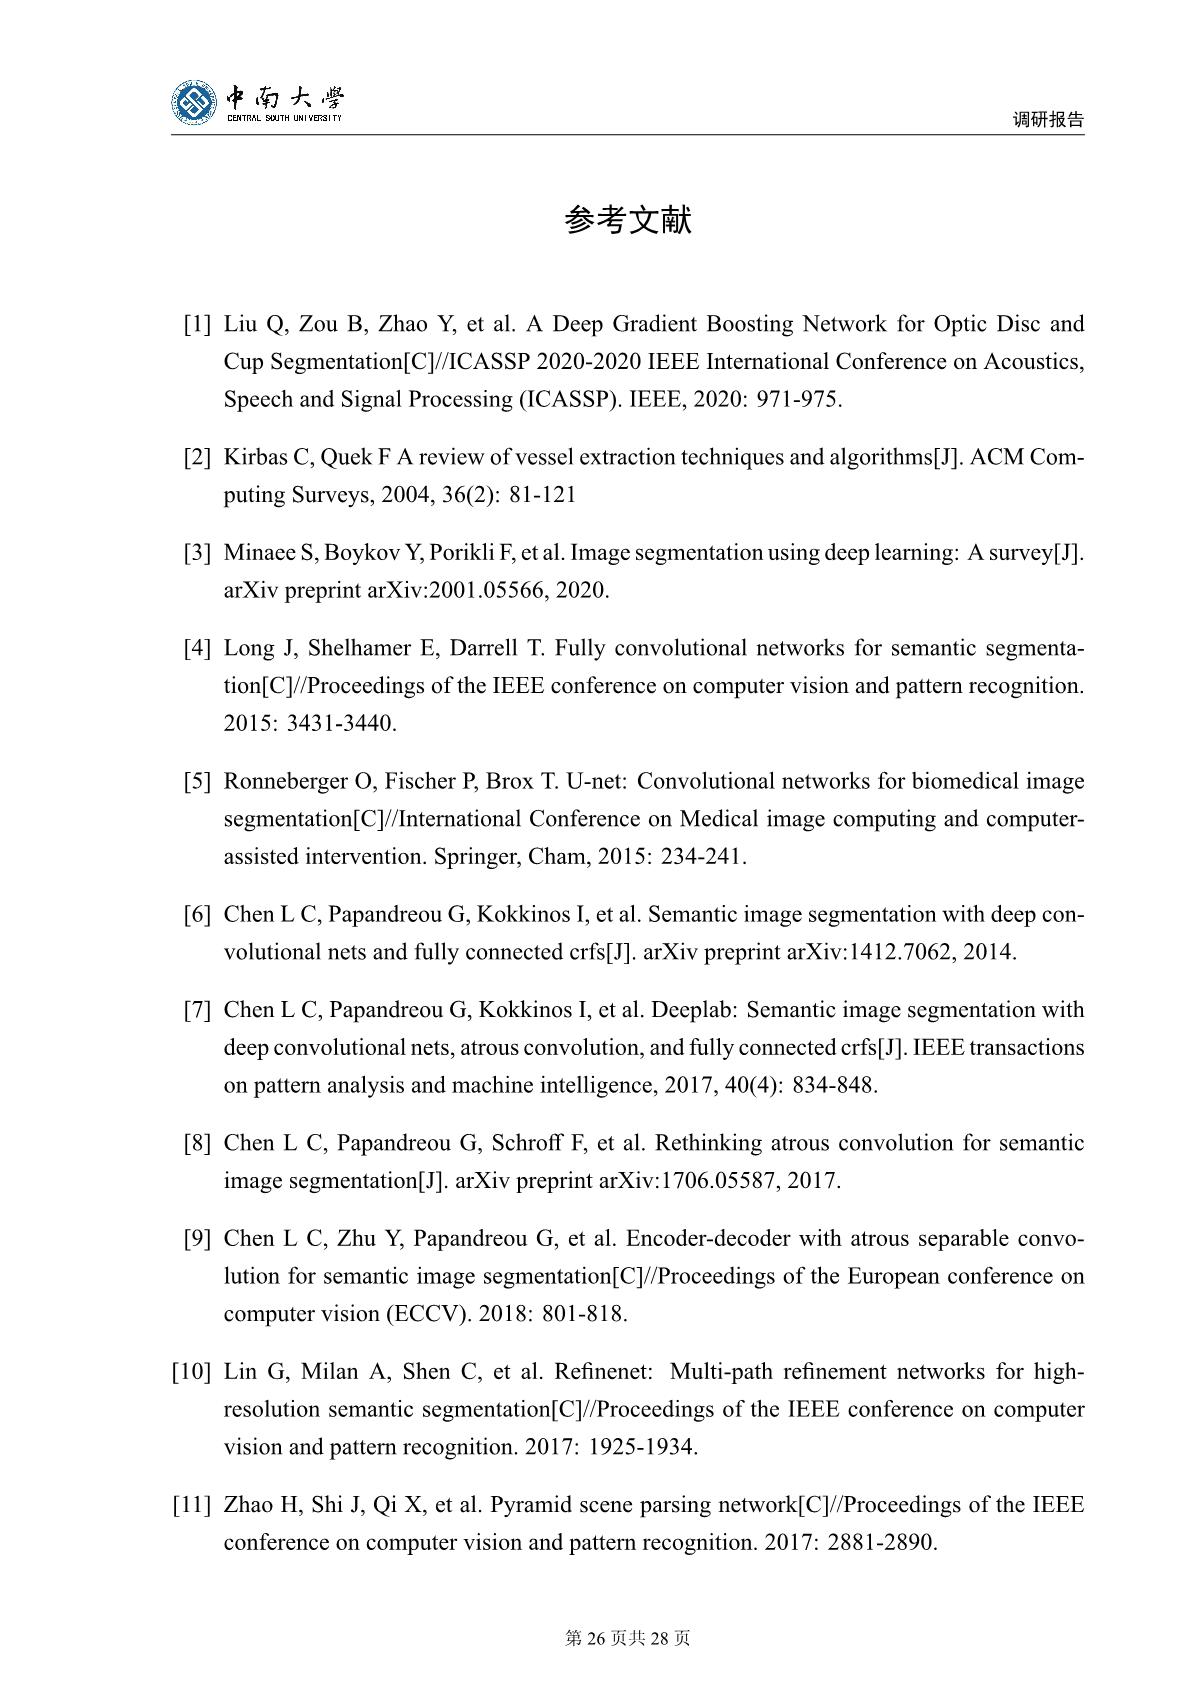 中南大學
CENTRAL SOUTH UNIVERSITY
调研报告
参考文献
[1] Liu Q, Zou B, Zhao Y, et al. A Deep Gradient Boosting Network for Optic Disc and
Cup Segmentation[C]//ICASSP 2020-2020 IEEE International Conference on Acoustics,
Speech and Signal Processing (ICASSP). IEEE, 2020: 971-975.
[2] Kirbas C, Quek F A review of vessel extraction techniques and algorithms[J]. ACM Com-
puting Surveys, 2004, 36(2): 81-121
[3] Minaee S, Boykov Y, Porikli F, et al. Image segmentation using deep learning: A survey[J].
arXiv preprint arXiv:2001.05566, 2020.
[4] Long J, Shelhamer E, Darrell T. Fully convolutional networks for semantic segmenta-
tion[C]//Proceedings of the IEEE conference on computer vision and pattern recognition.
2015: 3431-3440.
[5] Ronneberger O, Fischer P, Brox T. U-net: Convolutional networks for biomedical image
segmentation[C]//International Conference on Medical image computing and computer-
assisted intervention. Springer, Cham, 2015: 234-241.
[6] Chen L C, Papandreou G, Kokkinos I, et al. Semantic image segmentation with deep con-
volutional nets and fully connected crfs[J]. arXiv preprint arXiv:1412.7062, 2014.
[7] Chen L C, Papandreou G, Kokkinos I, et al. Deeplab: Semantic image segmentation with
deep convolutional nets, atrous convolution, and fully connected crfs[J]. IEEE transactions
on pattern analysis and machine intelligence, 2017, 40(4): 834-848.
[8] Chen L C, Papandreou G, Schroff F, et al. Rethinking atrous convolution for semantic
image segmentation[J]. arXiv preprint arXiv:1706.05587, 2017.
[9] Chen L C, Zhu Y, Papandreou G, et al. Encoder-decoder with atrous separable convo-
lution for semantic image segmentation[C]//Proceedings of the European conference on
computer vision (ECCV). 2018: 801-818.
[10] Lin G, Milan A, Shen C, et al. Refinenet: Multi-path refinement networks for high-
resolution semantic segmentation[C]//Proceedings of the IEEE conference on computer
vision and pattern recognition. 2017: 1925-1934.
[11] Zhao H, Shi J, Qi X, et al. Pyramid scene parsing network[C]//Proceedings of the IEEE
conference on computer vision and pattern recognition. 2017: 2881-2890.
第 26 页共 28 页